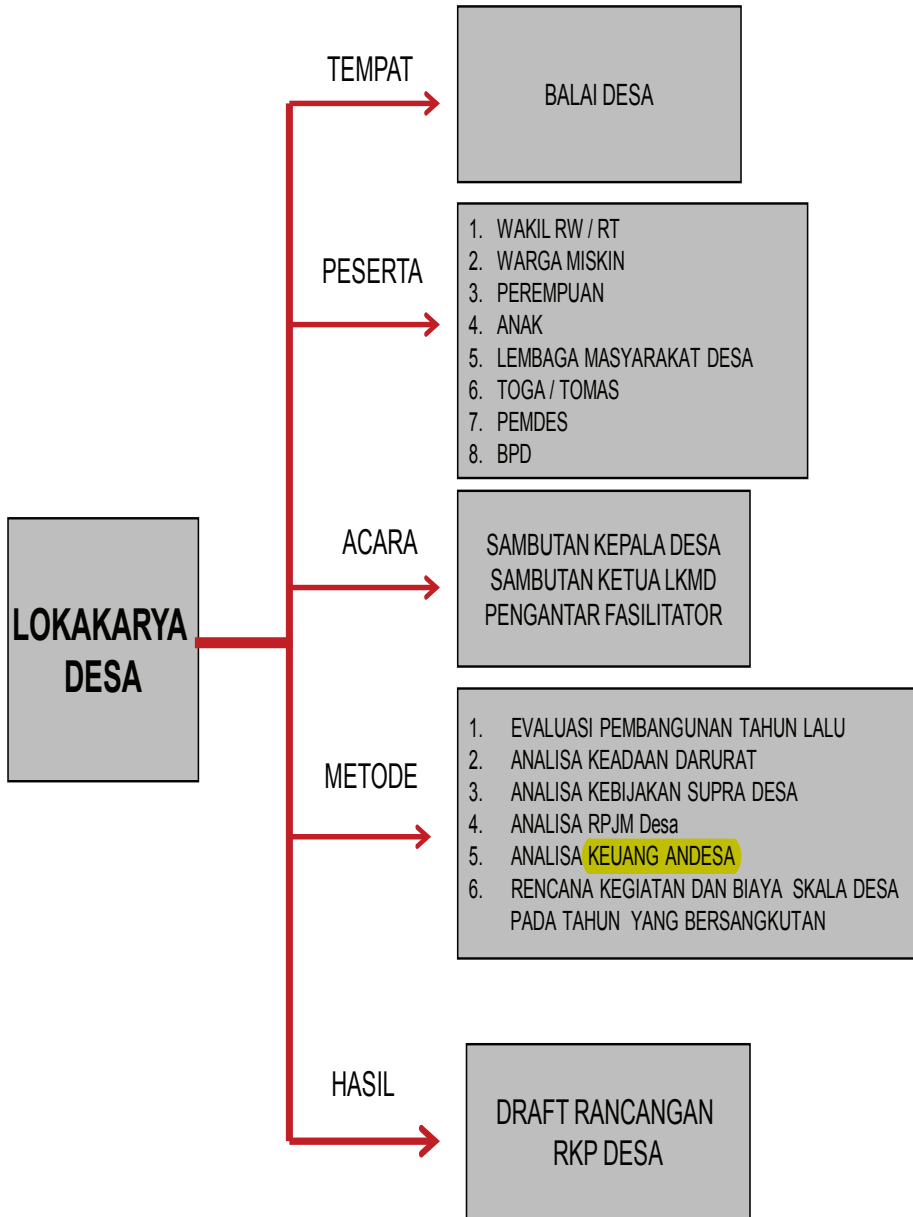 TEMPAT
BALAI DESA
PESERTA
1. WAKIL RW / RT
2. WARGA MISKIN
3. PEREMPUAN
4. ANAK
5. LEMBAGA MASYARAKAT DESA
6. TOGA / TOMAS
7. PEMDES
8. BPD
LOKAKARYA
DESA
ACARA
SAMBUTAN KEPALA DESA
SAMBUTAN KETUA LKMD
PENGANTAR FASILITATOR
METODE
1. EVALUASI PEMBANGUNAN TAHUN LALU
2. ANALISA KEADAAN DARURAT
3. ANALISA KEBIJAKAN SUPRA DESA
4. ANALISA RPJM Desa
5. ANALISA KEUANG ANDESA
6. RENCANA KEGIATAN DAN BIAYA SKALA DESA
PADA TAHUN YANG BERSANGKUTAN
HASIL
DRAFT RANCANGAN
RKP DESA